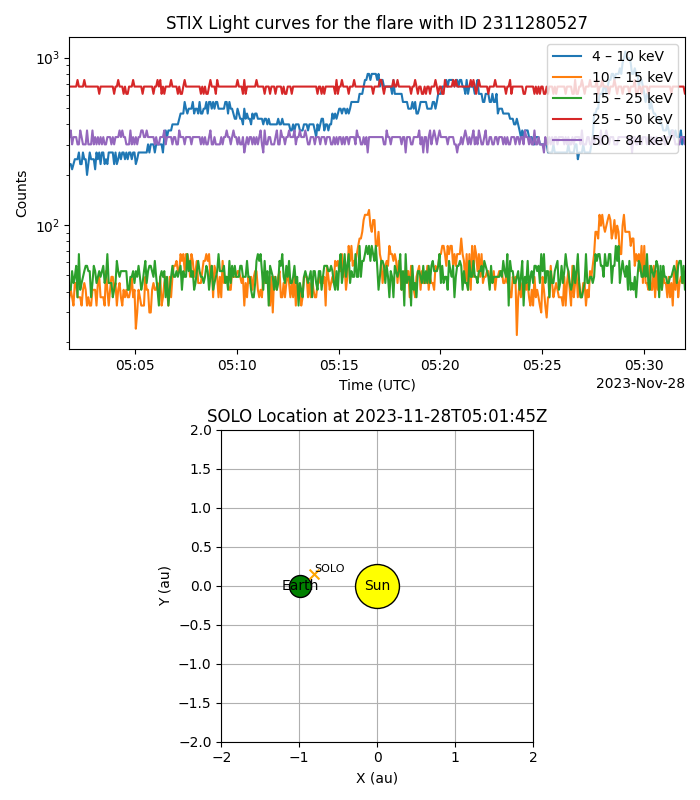 STIX Light curves for the flare with ID 2311280527
10³
10²
Counts
4 – 10 keV
10 – 15 keV
15 – 25 keV
25 – 50 keV
50 – 84 keV
05:05 05:10 05:15 05:20 05:25 05:30
Time (UTC)
2023-Nov-28
SOLO Location at 2023-11-28T05:01:45Z
2.0
1.5
1.0
0.5
0.0
−0.5
−1.0
−1.5
−2.0
Y (au)
SOLO
Earth
Sun
−2 −1 0 1 2
X (au)